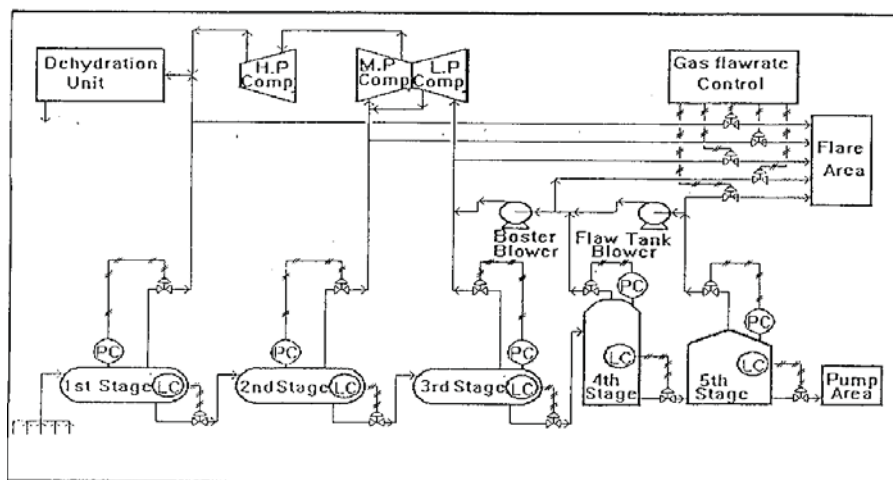 Dehydration
Unit
H.P
Comp
M.P
Comp
L.P
Comp
Gas flawrate
Control
Flare
Area
Boster
Blower
Flaw Tank
Blower
PC
PC
PC
PC
PC
1st Stage
LC
2nd Stage
LC
3rd Stage
LC
LC
4th
Stage
LC
5th
Stage
Pump
Area